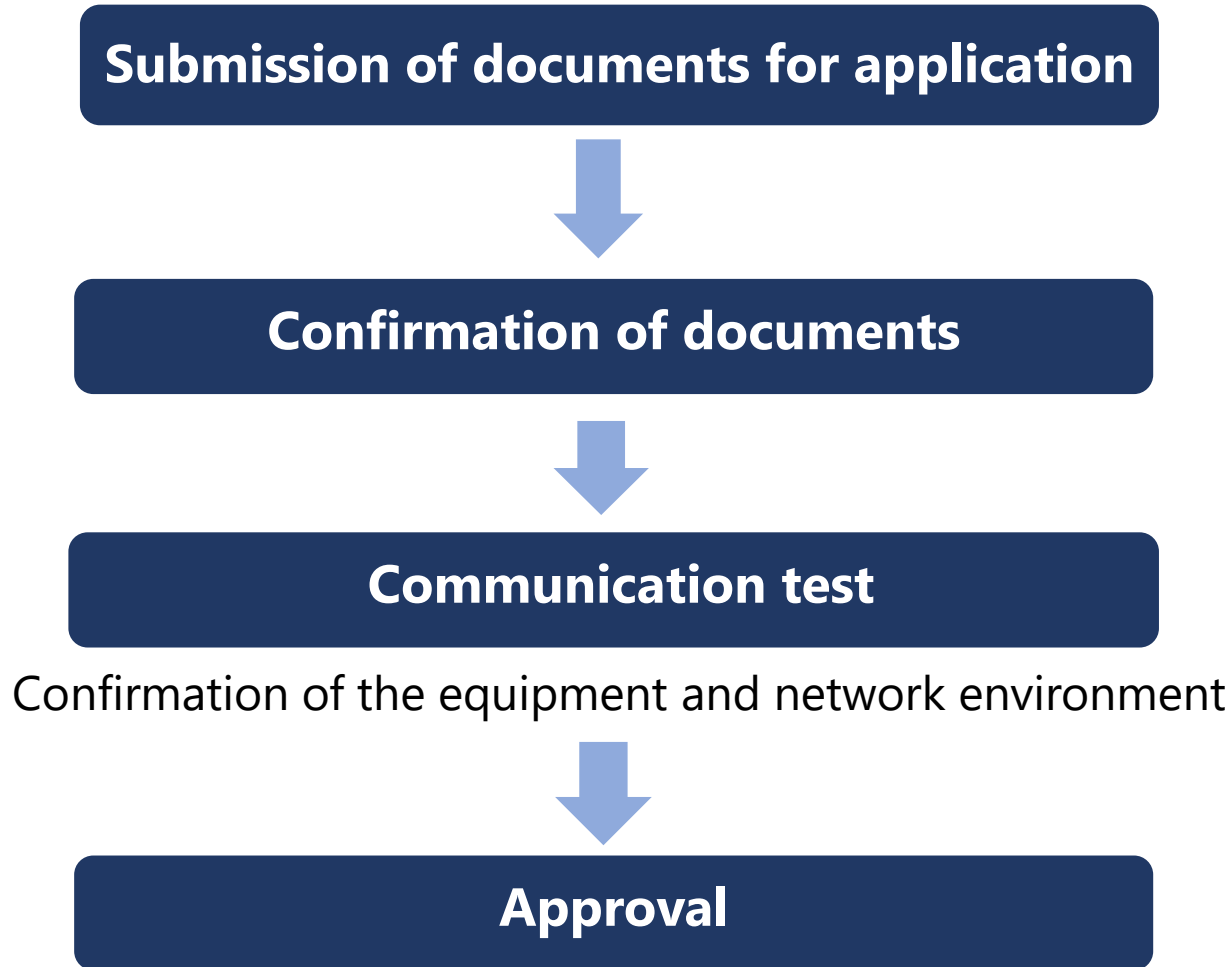 Submission of documents for application
Confirmation of documents
Communication test
Confirmation of the equipment and network environment
Approval